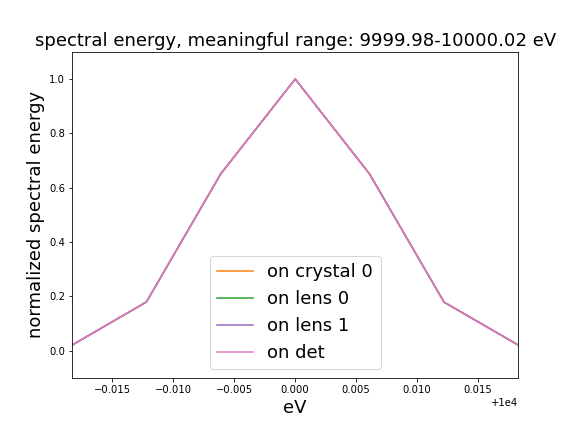 spectral energy, meaningful range: 9999.98-10000.02 eV
normalized spectral energy
1.0
0.8
0.6
0.4
0.2
0.0
on crystal 0
on lens 0
on lens 1
on det
−0.015 −0.010 −0.005 0.000 0.005 0.010 0.015
+1e4
eV